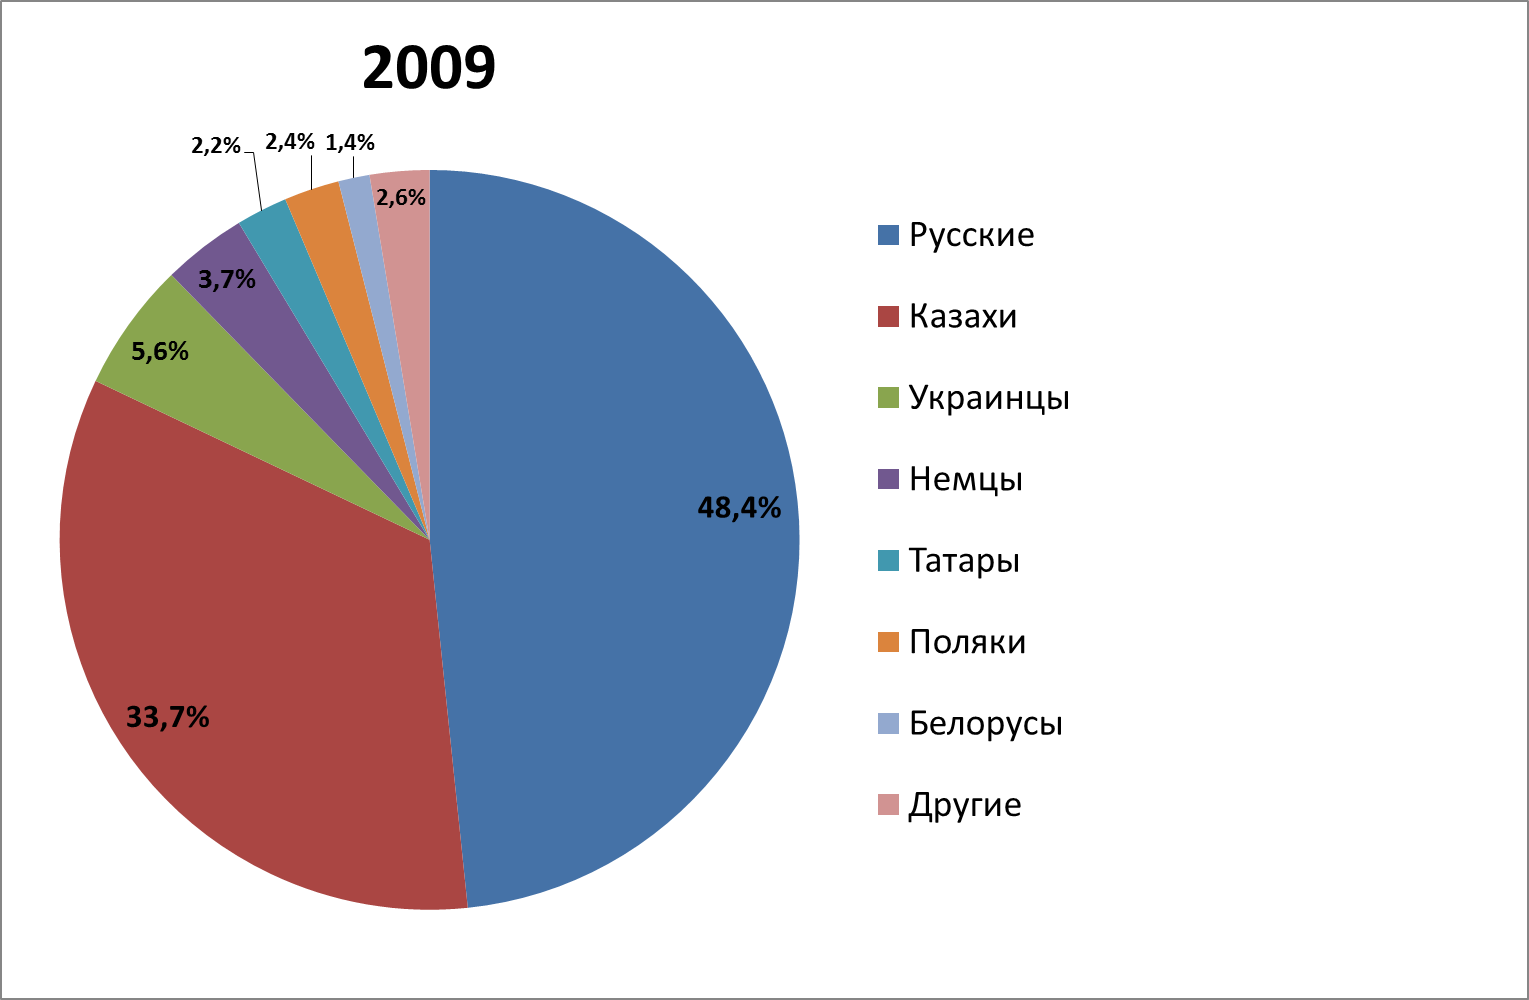 2009
2,2%
2,4%
1,4%
2,6%
3,7%
5,6%
48,4%
33,7%
Русские
Казахи
Украинцы
Немцы
Татары
Поляки
Белорусы
Другие